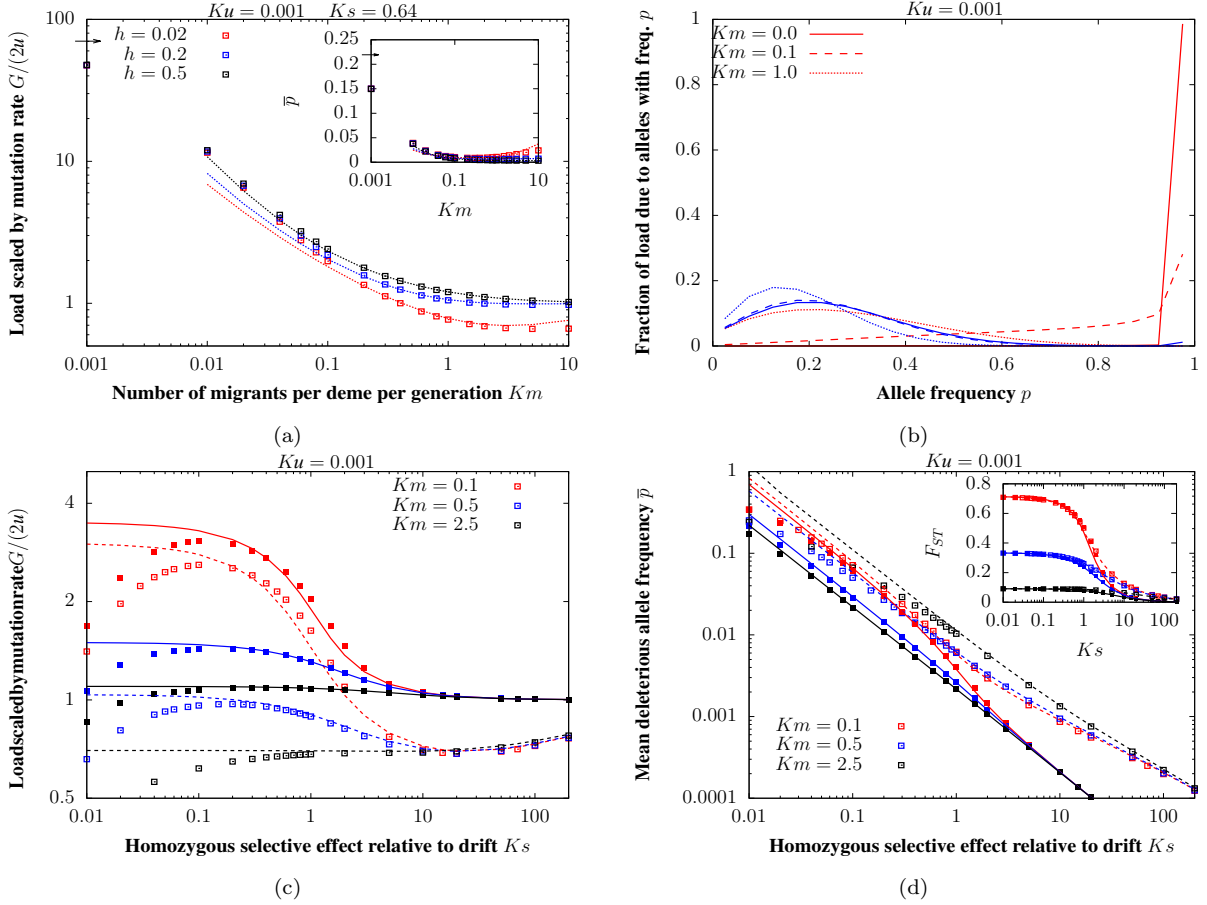 Ku = 0.001 Ks = 0.64
Load scaled by mutation rate G/(2u)
100
10
1
h = 0.02
h = 0.2
h = 0.5
p̅
0.25
0.2
0.15
0.1
0.05
0
0.001 0.1 10
Km
0.001 0.01 0.1 1 10
Number of migrants per deme per generation Km
(a)
Ku = 0.001
Fraction of load due to alleles with freq. p
1
0.8
0.6
0.4
0.2
0
Km = 0.0
Km = 0.1
Km = 1.0
0 0.2 0.4 0.6 0.8 1
Allele frequency p
(b)
Ku = 0.001
LoadscaledbymutationrateG/(2u)
4
2
1
0.5
Km = 0.1
Km = 0.5
Km = 2.5
0.01 0.1 1 10 100
Homozygous selective effect relative to drift Ks
(c)
Ku = 0.001
Mean deleterious allele frequency p̅
1
0.1
0.01
0.001
0.0001
F_ST
0.8
0.6
0.4
0.2
0
0.01 0.1 1 10 100
Ks
Km = 0.1
Km = 0.5
Km = 2.5
0.01 0.1 1 10 100
Homozygous selective effect relative to drift Ks
(d)